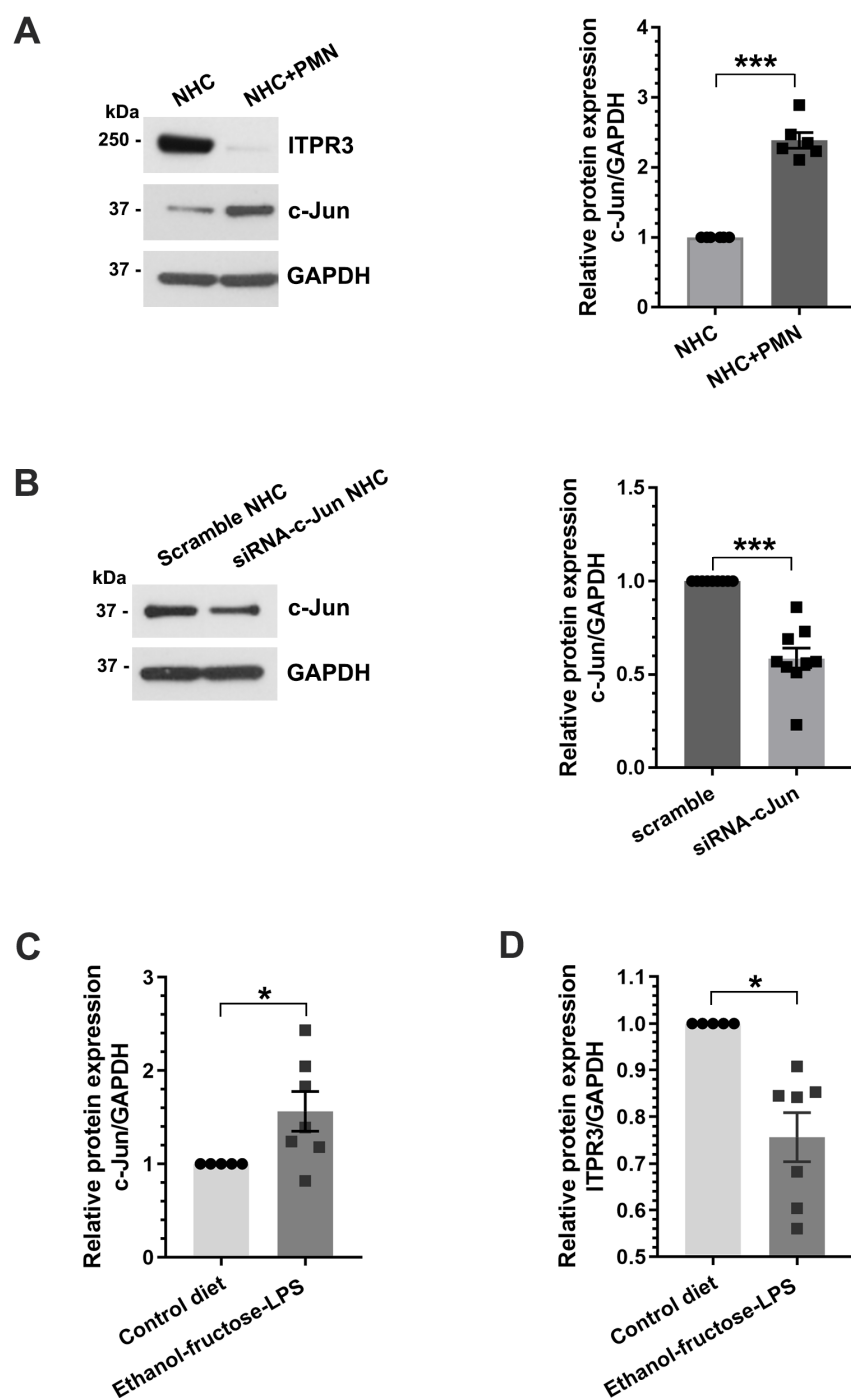 A
NHC
NHC+PMN
kDa
250 -
ITPR3
37 -
c-Jun
37 -
GAPDH
Relative protein expression
c-Jun/GAPDH
4
3
2
1
0
***
NHC
NHC+PMN
B
Scramble NHC
siRNA-c-Jun NHC
kDa
37 -
c-Jun
37 -
GAPDH
Relative protein expression
c-Jun/GAPDH
1.5
1.0
0.5
0.0
***
scramble
siRNA-cJun
C
Relative protein expression
c-Jun/GAPDH
3
2
1
0
*
Control diet
Ethanol-fructose-LPS
D
Relative protein expression
ITPR3/GAPDH
1.1
1.0
0.9
0.8
0.7
0.6
0.5
*
Control diet
Ethanol-fructose-LPS